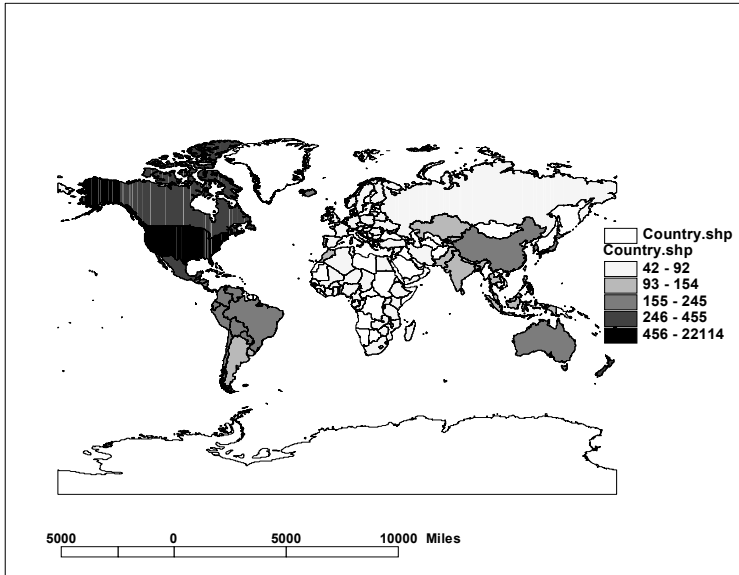 Country.shp
Country.shp
42 - 92
93 - 154
155 - 245
246 - 455
456 - 22114
5000 0 5000 10000 Miles